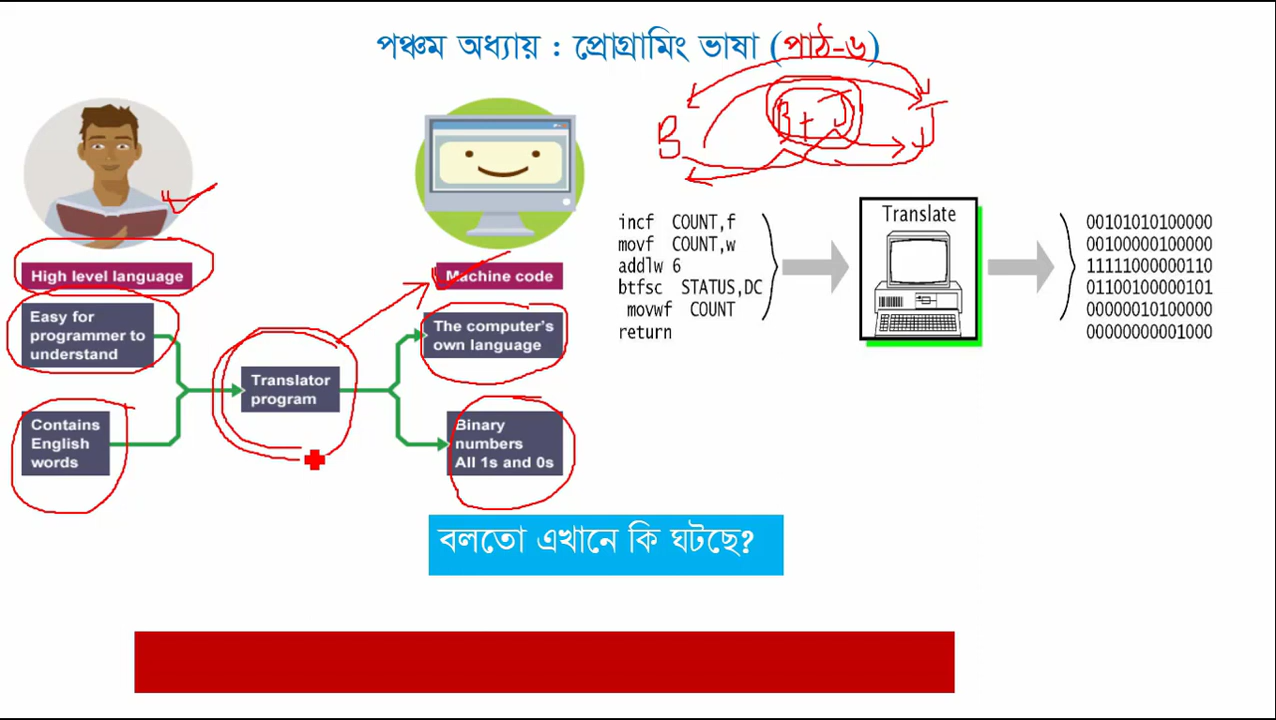 পঞ্চম অধ্যায় : প্রোগ্রামিং ভাষা (পাঠ-৬)
B
B+J
J
High level language
Easy for
programmer to
understand
Contains
English
words
Translator
program
Machine code
The computer's
own language
Binary
numbers
All 1s and 0s
incf COUNT,f
movf COUNT,w
addlw 6
btfsc STATUS,DC
movwf COUNT
return
Translate
00101010100000
00100000100000
11111000000110
01100100000101
00000010100000
00000000001000
বলতো এখানে কি ঘটছে?